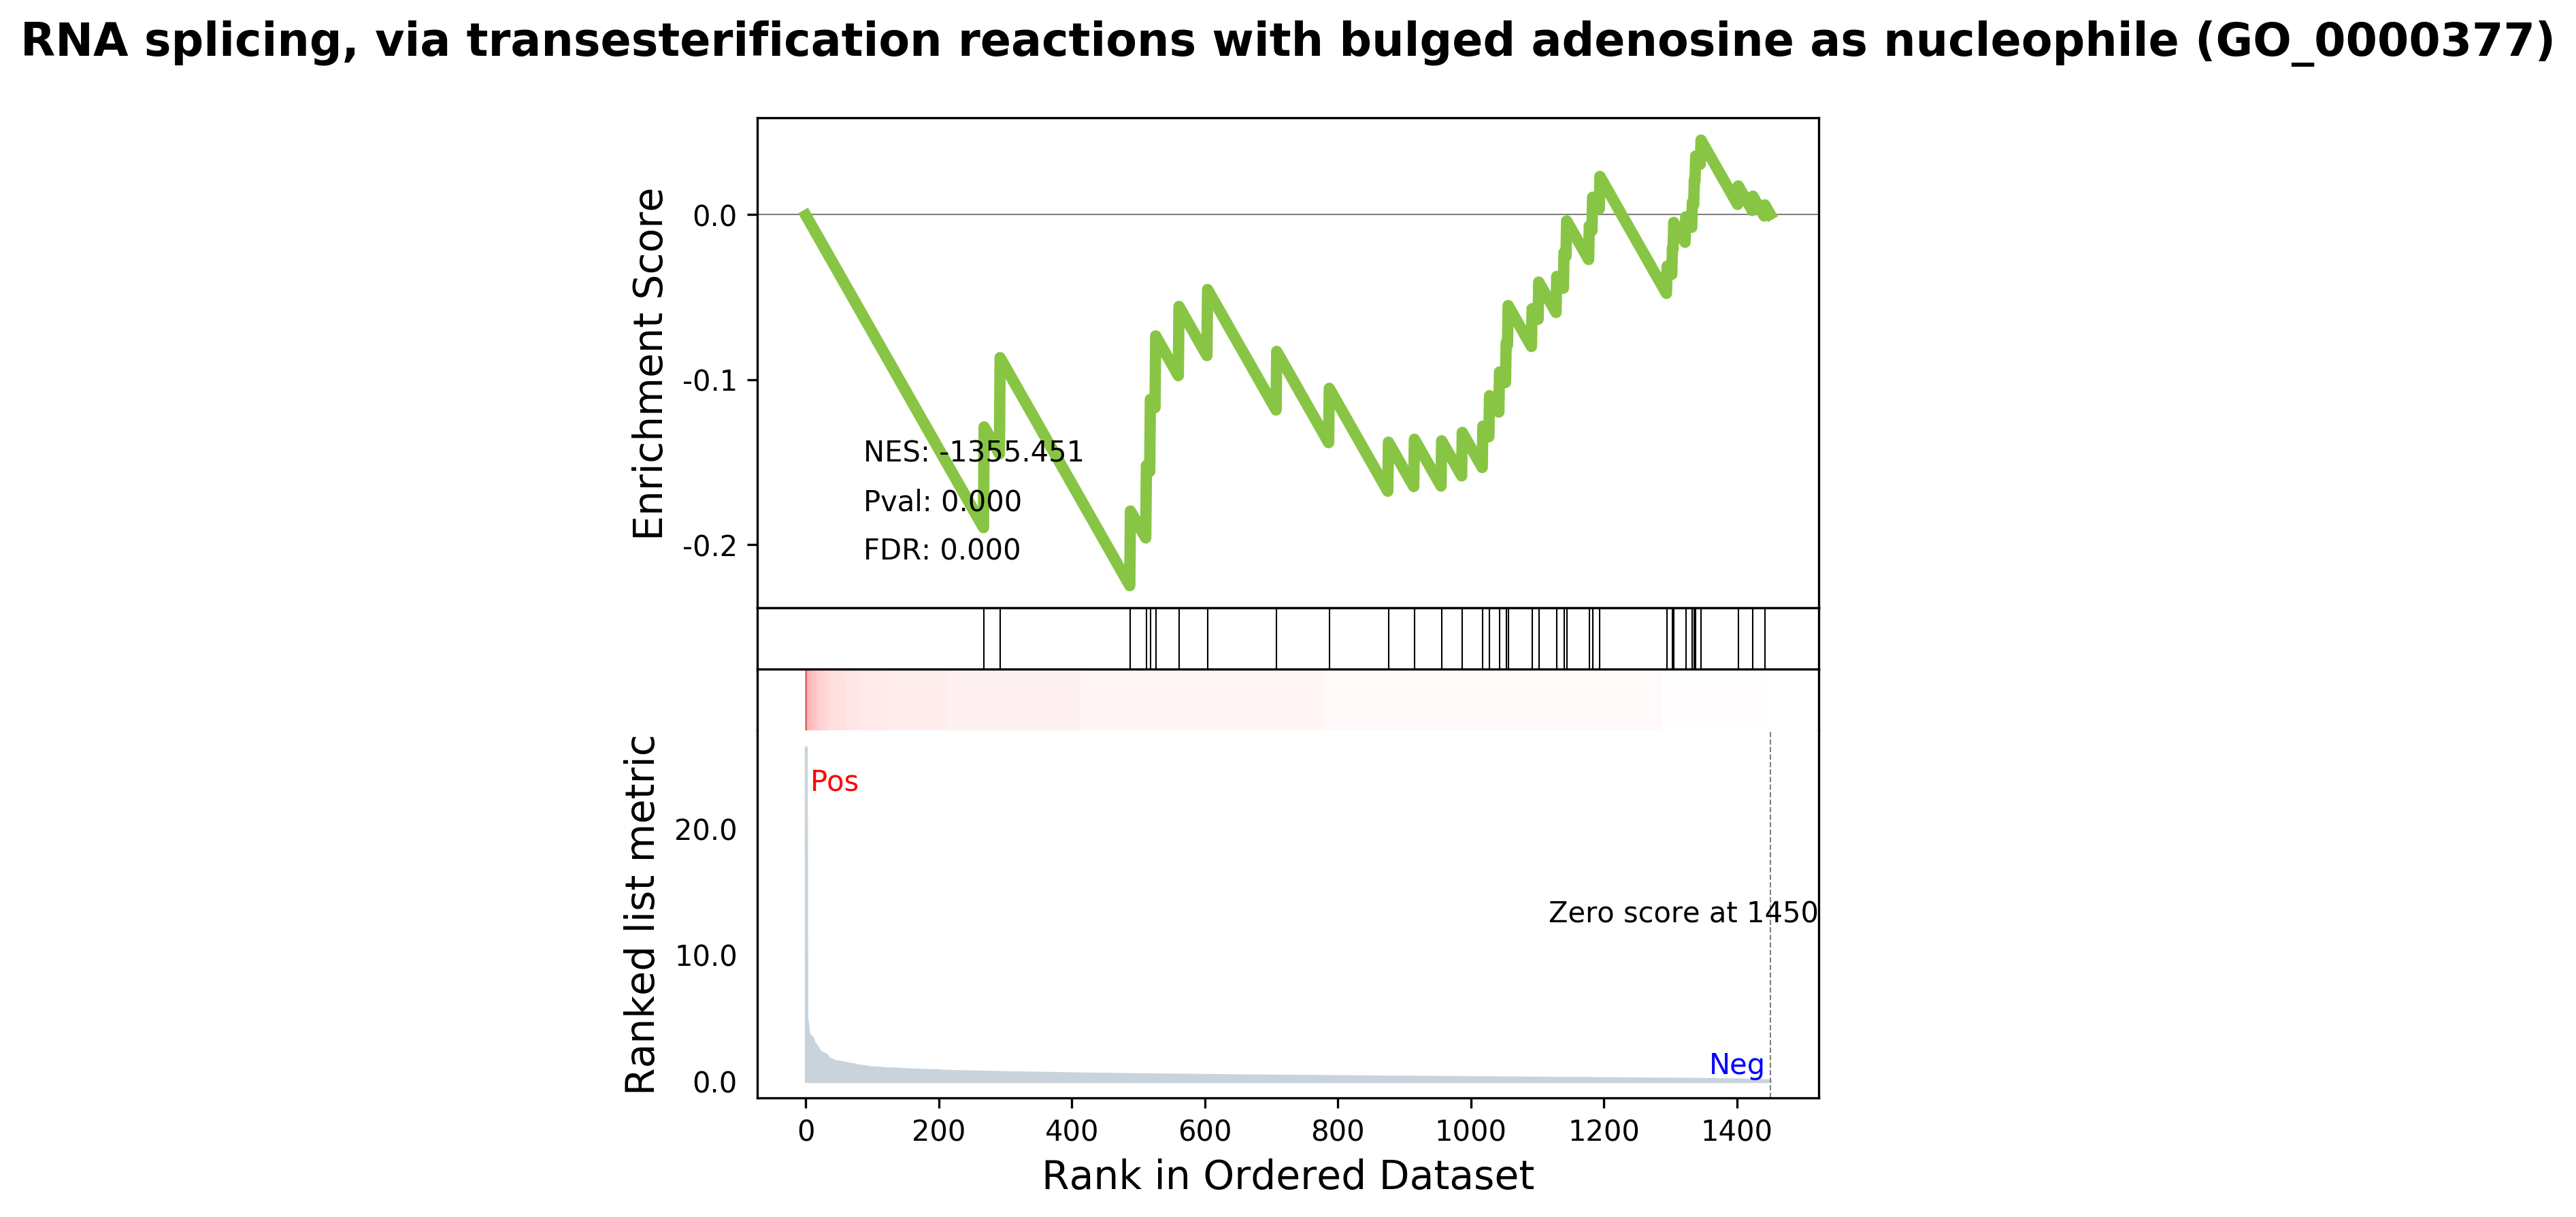 RNA splicing, via transesterification reactions with bulged adenosine as nucleophile (GO_0000377)
Enrichment Score
0.0
-0.1
-0.2
NES: -1355.451
Pval: 0.000
FDR: 0.000
Ranked list metric
Pos
20.0
Zero score at 1450
10.0
Neg
0.0
0 200 400 600 800 1000 1200 1400
Rank in Ordered Dataset